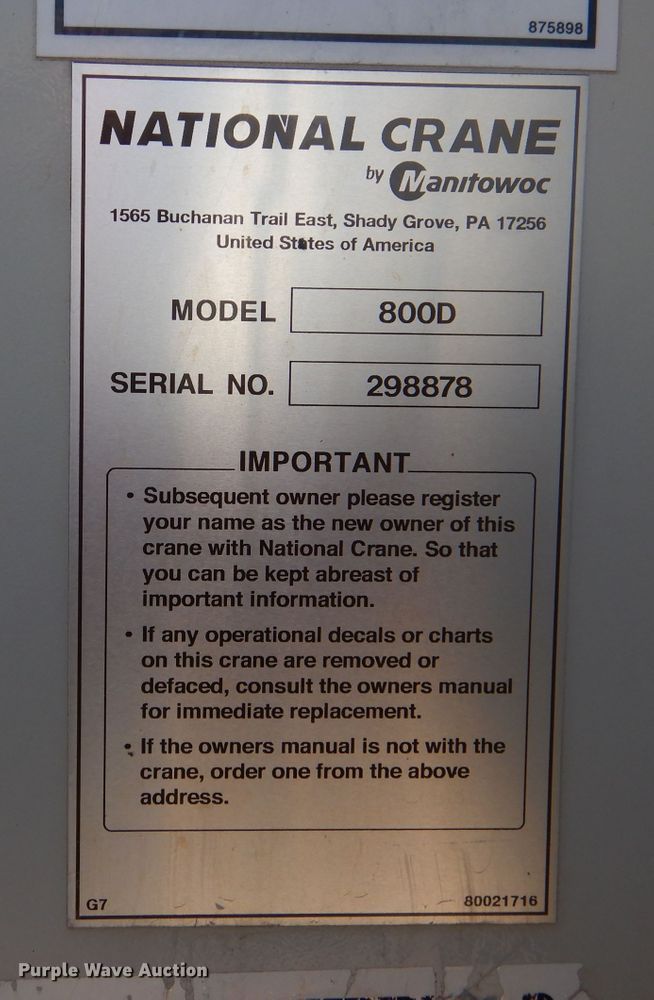 875898
NATIONAL CRANE
by Manitowoc
1565 Buchanan Trail East, Shady Grove, PA 17256
United States of America
MODEL 800D
SERIAL NO. 298878
IMPORTANT
• Subsequent owner please register
your name as the new owner of this
crane with National Crane. So that
you can be kept abreast of
important information.
• If any operational decals or charts
on this crane are removed or
defaced, consult the owners manual
for immediate replacement.
• If the owners manual is not with the
crane, order one from the above
address.
G7 80021716
Purple Wave Auction